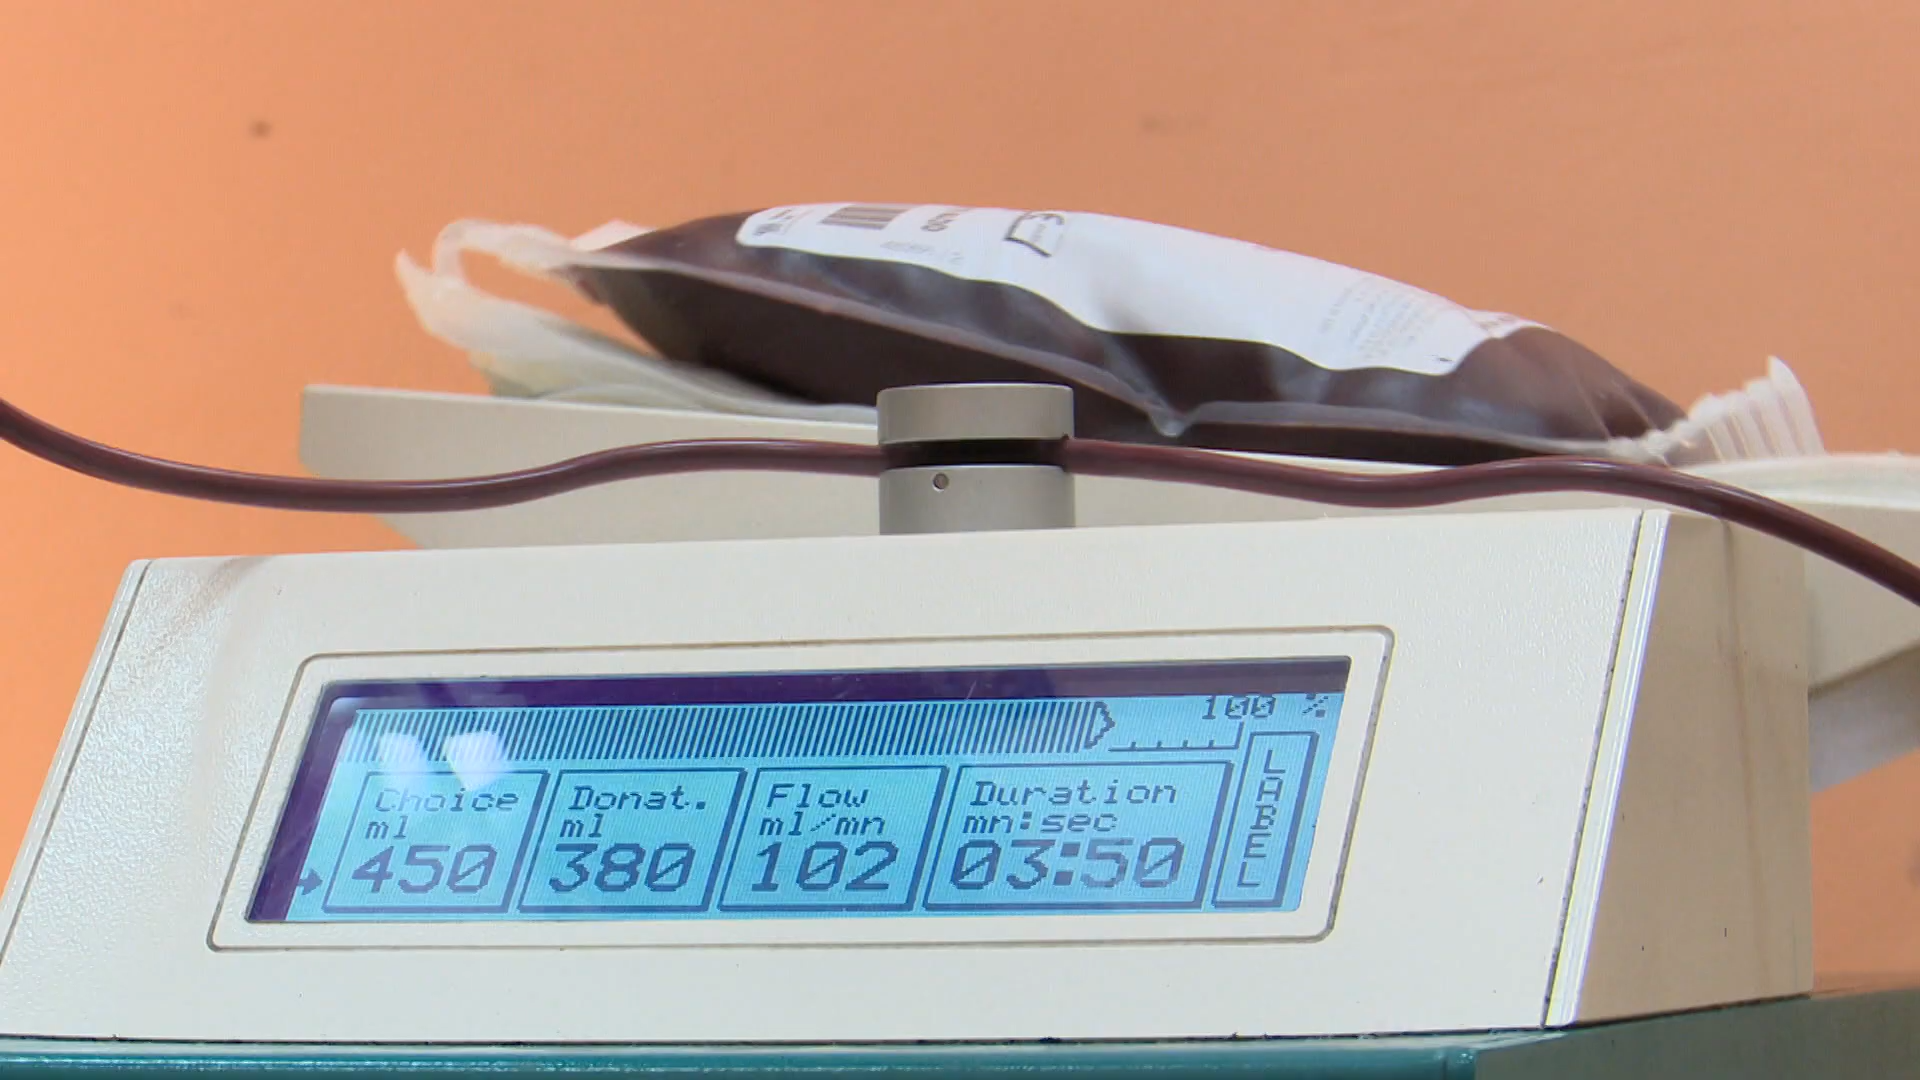 100 %
Choice
ml
450
Donat.
ml
380
Flow
ml/mn
102
Duration
mn:sec
03:50
LABEL